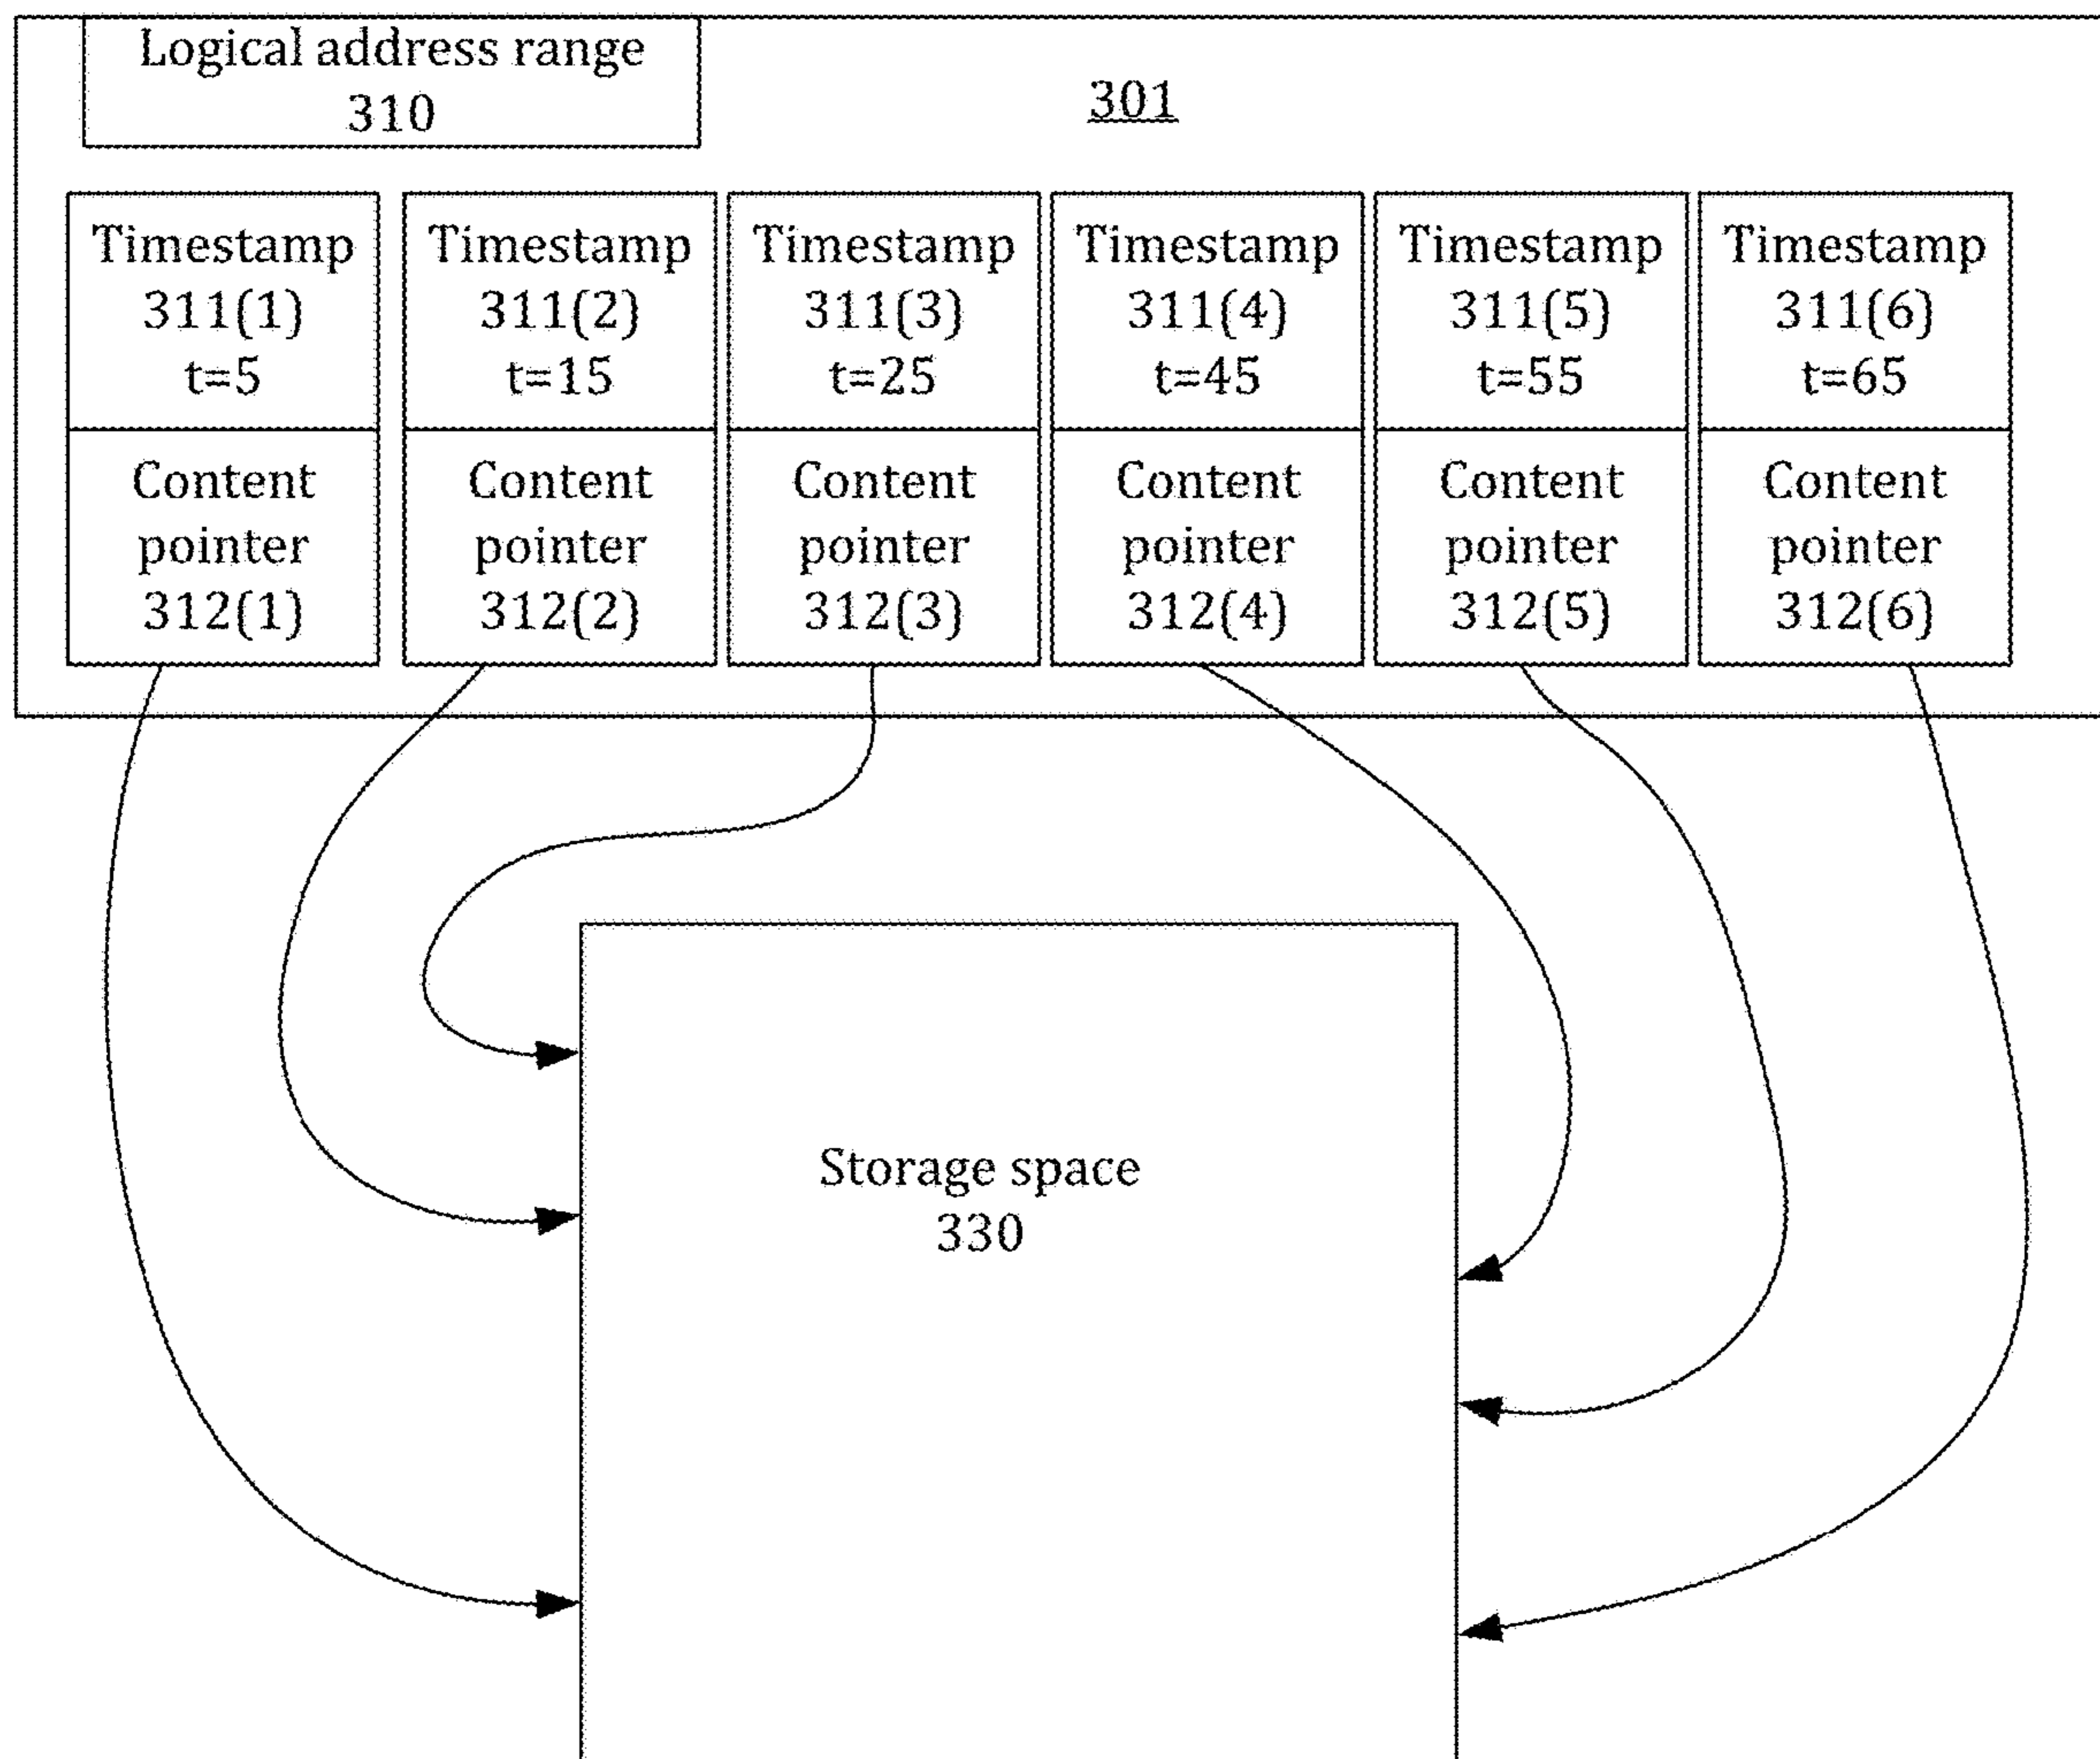 Logical address range
310
301
Timestamp
311(1)
t=5
Timestamp
311(2)
t=15
Timestamp
311(3)
t=25
Timestamp
311(4)
t=45
Timestamp
311(5)
t=55
Timestamp
311(6)
t=65
Content
pointer
312(1)
Content
pointer
312(2)
Content
pointer
312(3)
Content
pointer
312(4)
Content
pointer
312(5)
Content
pointer
312(6)
Storage space
330